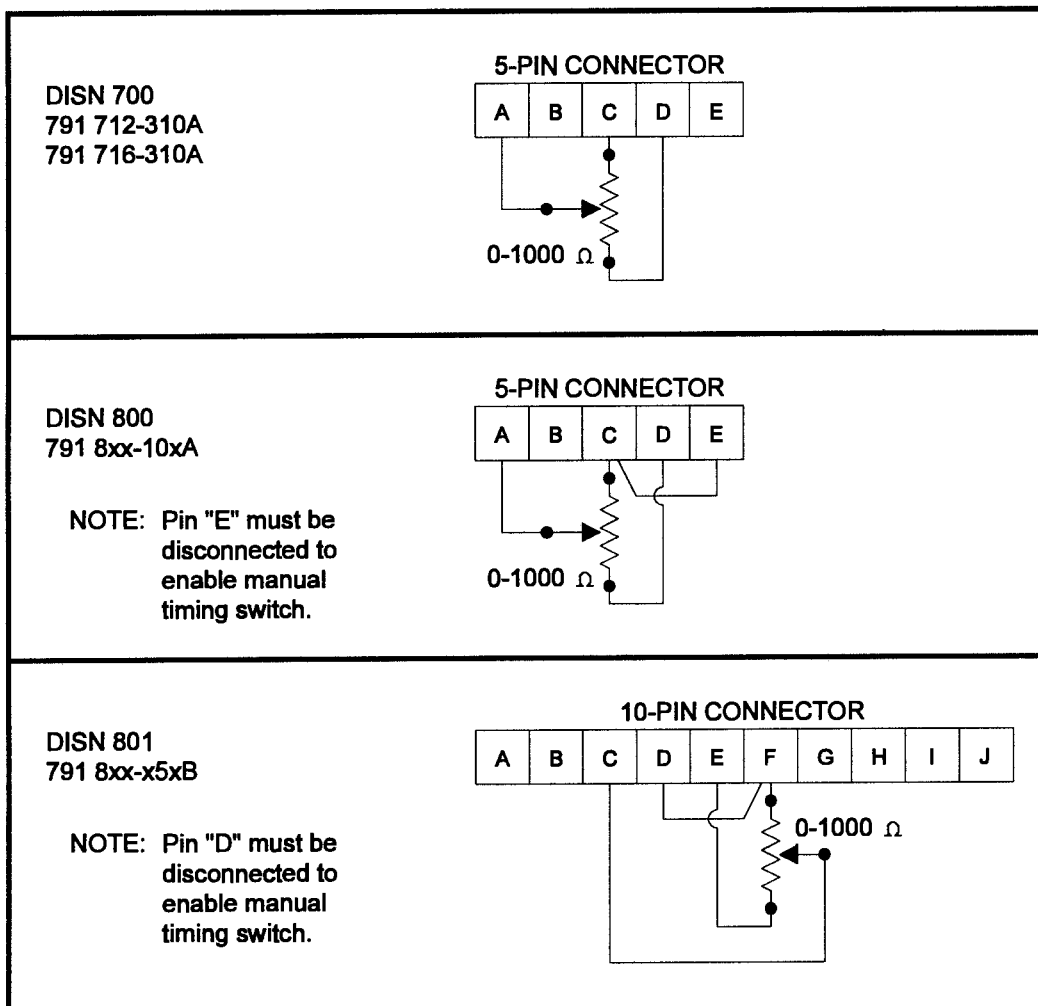 DISN 700
791 712-310A
791 716-310A
5-PIN CONNECTOR
A B C D E
0-1000 Ω
DISN 800
791 8xx-10xA
NOTE: Pin "E" must be
disconnected to
enable manual
timing switch.
5-PIN CONNECTOR
A B C D E
0-1000 Ω
DISN 801
791 8xx-x5xB
NOTE: Pin "D" must be
disconnected to
enable manual
timing switch.
10-PIN CONNECTOR
A B C D E F G H I J
0-1000 Ω